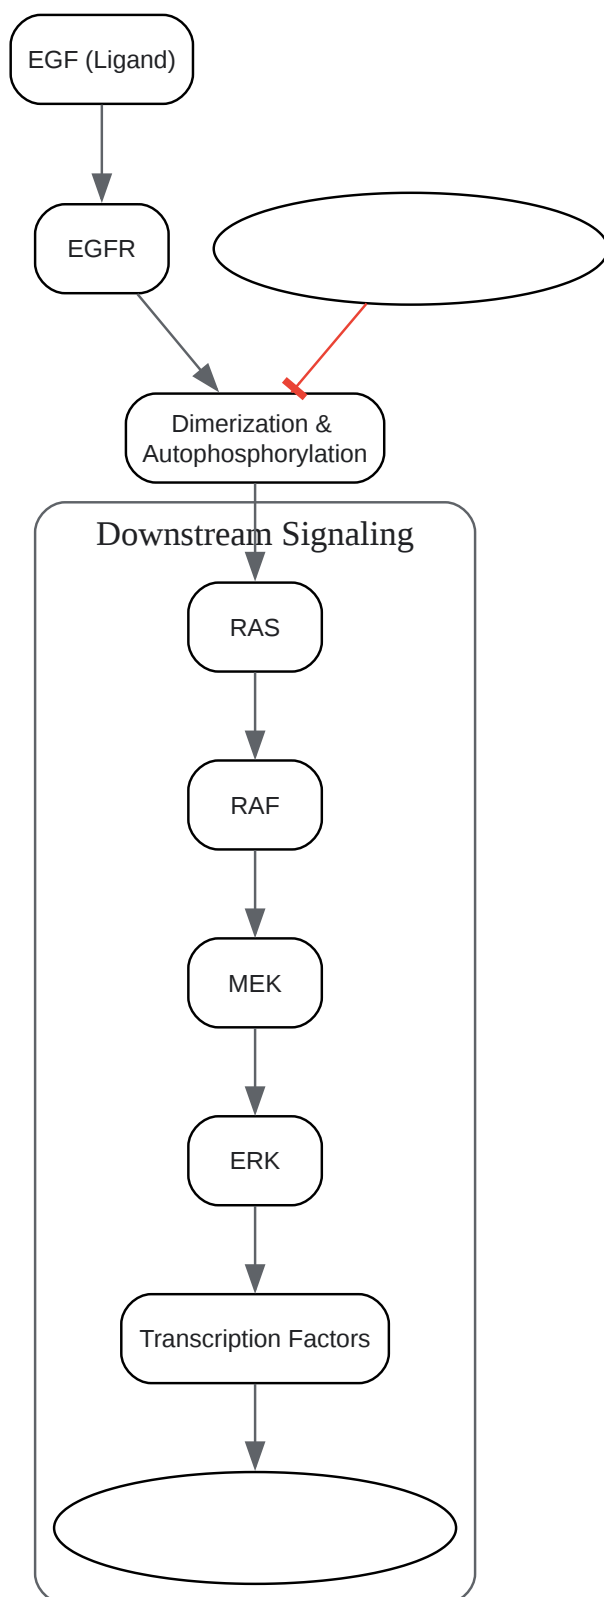 EGF (Ligand)
EGFR
Dimerization &
Autophosphorylation
Downstream Signaling
RAS
RAF
MEK
ERK
Transcription Factors